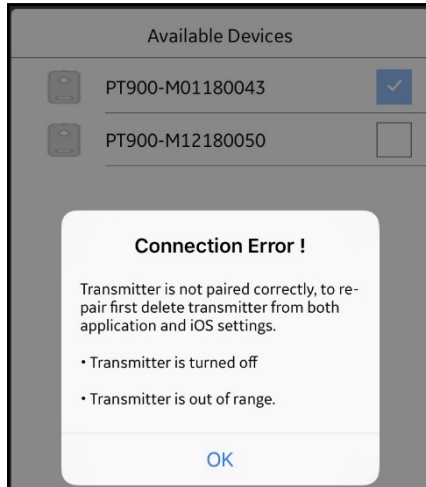 Available Devices
PT900-M01180043
PT900-M12180050
Connection Error !
Transmitter is not paired correctly, to re-
pair first delete transmitter from both
application and iOS settings.
• Transmitter is turned off
• Transmitter is out of range.
OK